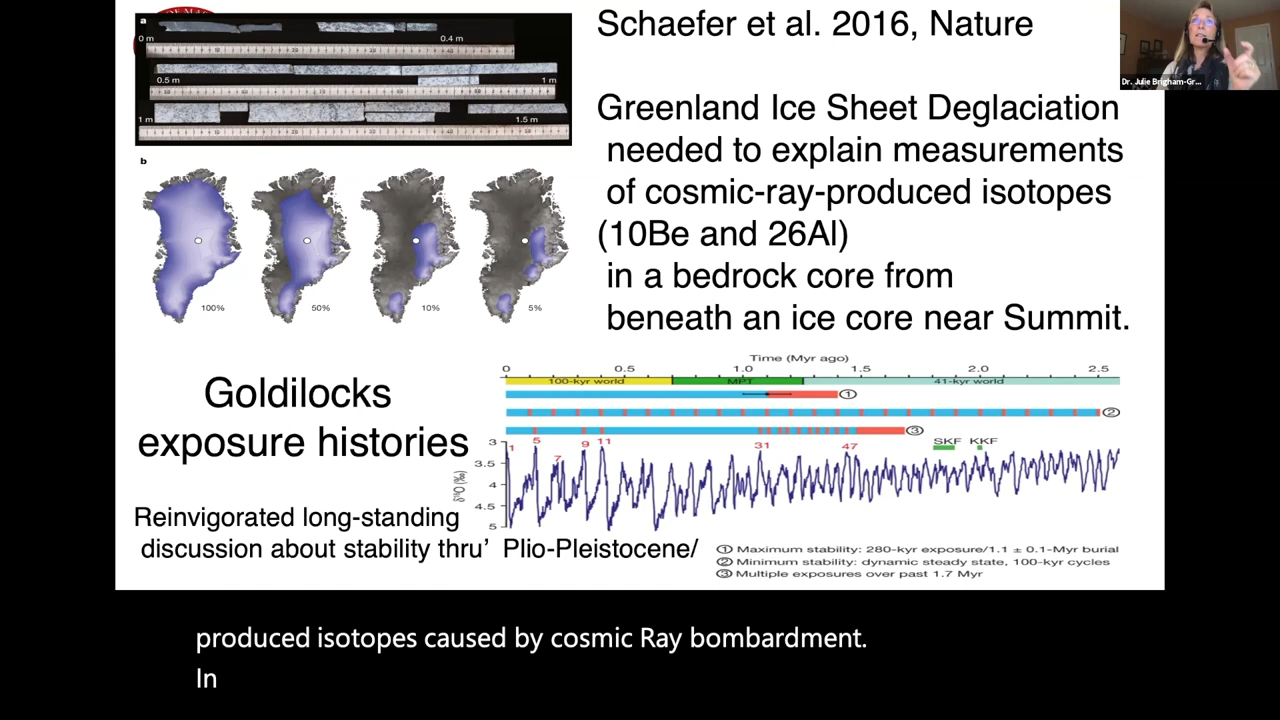 a
0 m
0.4 m
0.5 m
1 m
1 m
1.5 m
b
100%
50%
10%
5%
Schaefer et al. 2016, Nature
Dr. Julie Brigham-Gr...
Greenland Ice Sheet Deglaciation
needed to explain measurements
of cosmic-ray-produced isotopes
(10Be and 26Al)
in a bedrock core from
beneath an ice core near Summit.
Goldilocks
exposure histories
Reinvigorated long-standing
discussion about stability thru' Plio-Pleistocene/
Time (Myr ago)
0 0.5 1.0 1.5 2.0 2.5
100-kyr world MPT 41-kyr world
1
2
3
1 5 7 9 11 31 47 SKF KKF
δ18O (‰)
3
3.5
4
4.5
5
1 Maximum stability: 280-kyr exposure/1.1 ± 0.1-Myr burial
2 Minimum stability: dynamic steady state, 100-kyr cycles
3 Multiple exposures over past 1.7 Myr
produced isotopes caused by cosmic Ray bombardment.
In